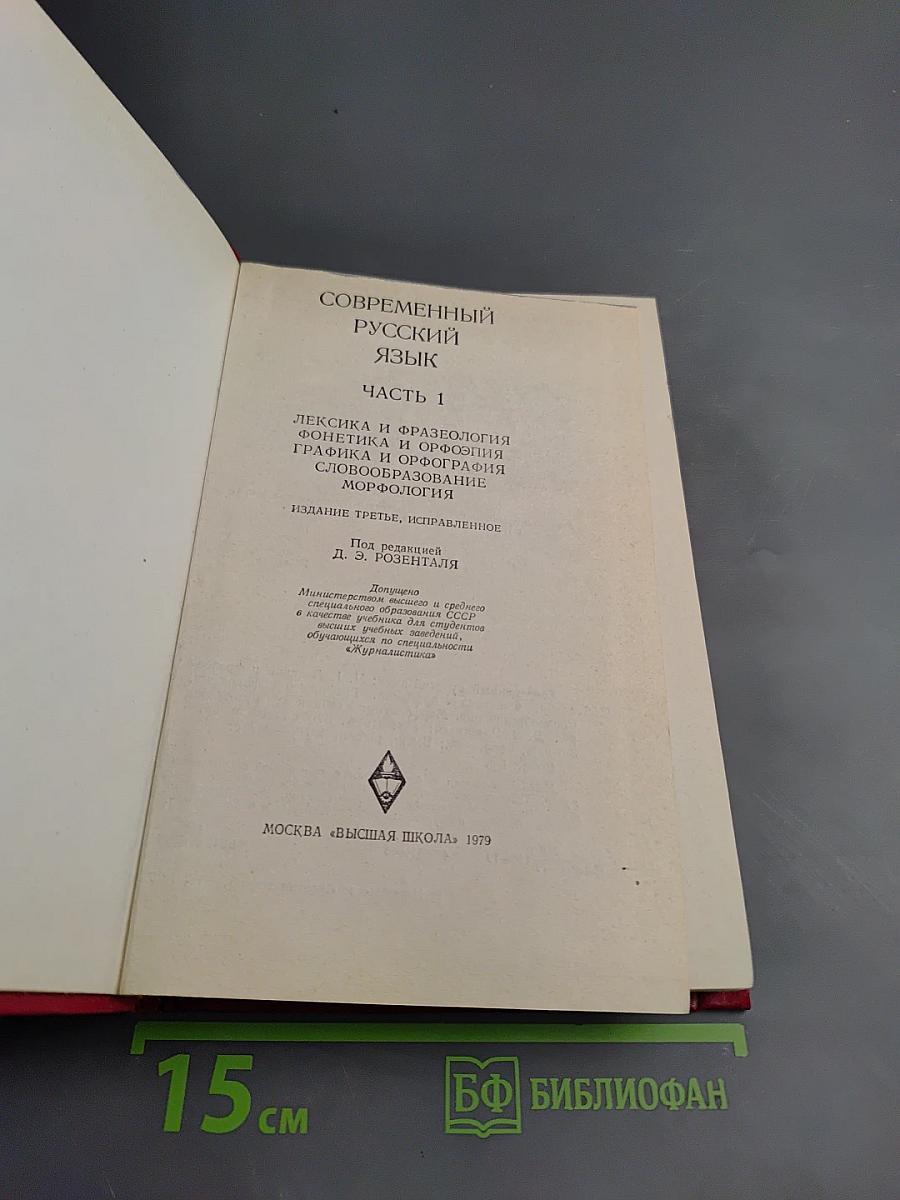 СОВРЕМЕННЫЙ
РУССКИЙ
ЯЗЫК
ЧАСТЬ 1
ЛЕКСИКА И ФРАЗЕОЛОГИЯ
ФОНЕТИКА И ОРФОЭПИЯ
ГРАФИКА И ОРФОГРАФИЯ
СЛОВООБРАЗОВАНИЕ
МОРФОЛОГИЯ
ИЗДАНИЕ ТРЕТЬЕ, ИСПРАВЛЕННОЕ
Под редакцией
Д. Э. РОЗЕНТАЛЯ
Допущено
Министерством высшего и среднего
специального образования СССР
в качестве учебника для студентов
высших учебных заведений,
обучающихся по специальности
«Журналистика»
МОСКВА «ВЫСШАЯ ШКОЛА» 1979
15 см
БФ БИБЛИОФАН